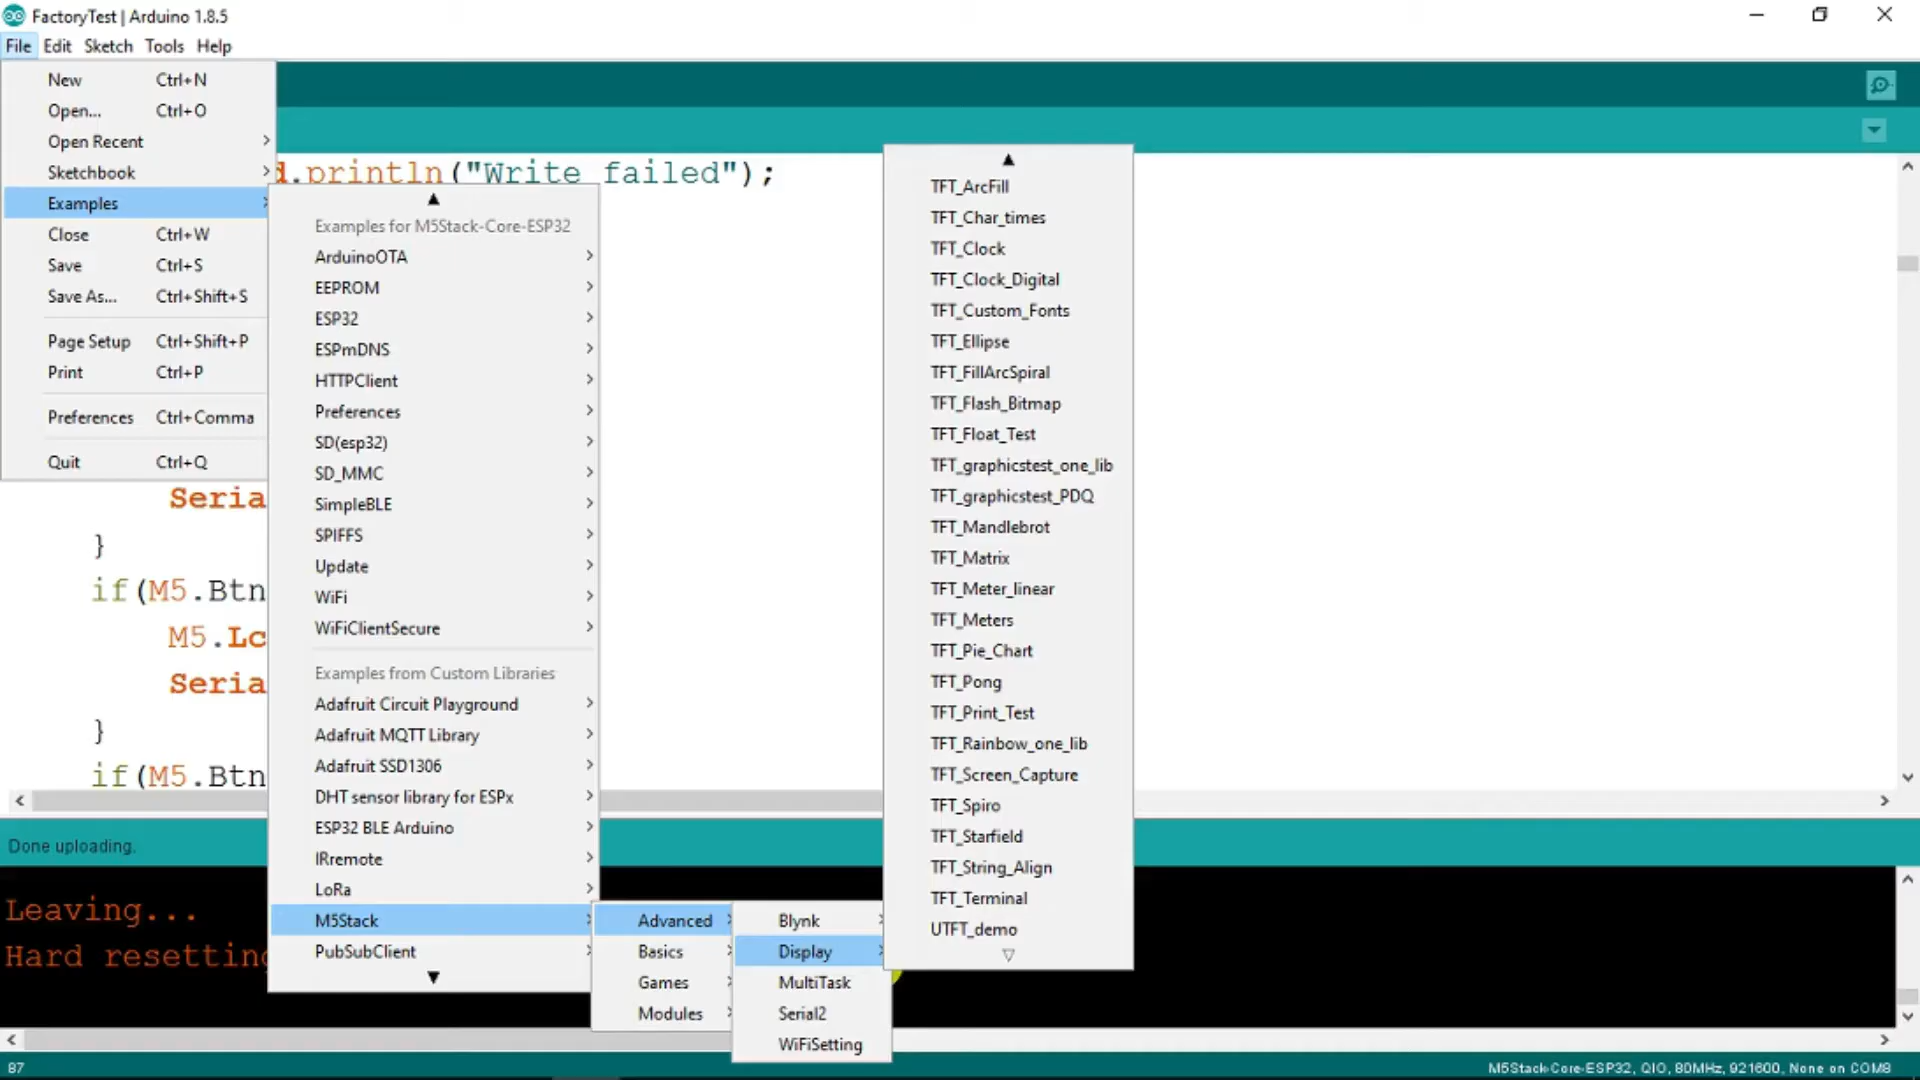 FactoryTest | Arduino 1.8.5
File Edit Sketch Tools Help
New Ctrl+N
Open... Ctrl+O
Open Recent
Sketchbook
Examples
Close Ctrl+W
Save Ctrl+S
Save As... Ctrl+Shift+S
Page Setup Ctrl+Shift+P
Print Ctrl+P
Preferences Ctrl+Comma
Quit Ctrl+Q
d.println("Write failed");
Seria
}
if(M5.Btn
M5.Lc
Seria
}
if(M5.Btn
Examples for M5Stack-Core-ESP32
ArduinoOTA
EEPROM
ESP32
ESPmDNS
HTTPClient
Preferences
SD(esp32)
SD_MMC
SimpleBLE
SPIFFS
Update
WiFi
WiFiClientSecure
Examples from Custom Libraries
Adafruit Circuit Playground
Adafruit MQTT Library
Adafruit SSD1306
DHT sensor library for ESPx
ESP32 BLE Arduino
IRremote
LoRa
M5Stack
PubSubClient
Advanced
Basics
Games
Modules
Blynk
Display
MultiTask
Serial2
WiFiSetting
TFT_ArcFill
TFT_Char_times
TFT_Clock
TFT_Clock_Digital
TFT_Custom_Fonts
TFT_Ellipse
TFT_FillArcSpiral
TFT_Flash_Bitmap
TFT_Float_Test
TFT_graphicstest_one_lib
TFT_graphicstest_PDQ
TFT_Mandlebrot
TFT_Matrix
TFT_Meter_linear
TFT_Meters
TFT_Pie_Chart
TFT_Pong
TFT_Print_Test
TFT_Rainbow_one_lib
TFT_Screen_Capture
TFT_Spiro
TFT_Starfield
TFT_String_Align
TFT_Terminal
UTFT_demo
Done uploading.
Leaving...
Hard resetting
87
M5Stack-Core-ESP32, QIO, 80MHz, 921600, None on COM8